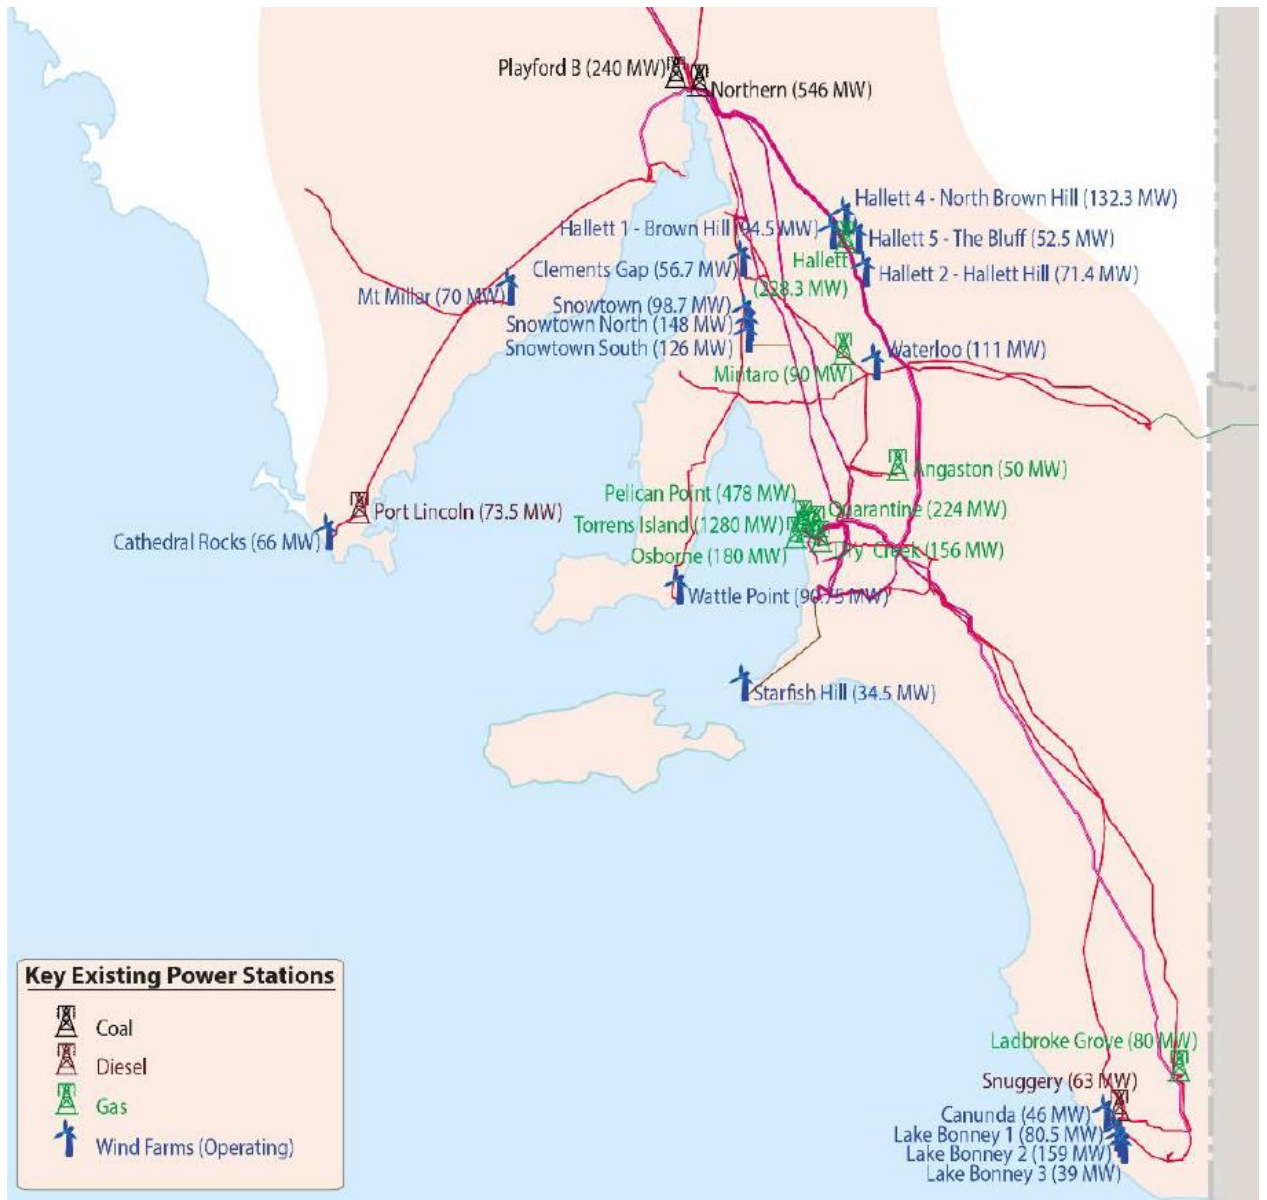 Playford B (240 MW)
Northern (546 MW)
Hallett 4 - North Brown Hill (132.3 MW)
Hallett 1 - Brown Hill (94.5 MW)
Hallett 5 - The Bluff (52.5 MW)
Hallett
(228.3 MW)
Clements Gap (56.7 MW)
Hallett 2 - Hallett Hill (71.4 MW)
Mt Millar (70 MW)
Snowtown (98.7 MW)
Snowtown North (148 MW)
Snowtown South (126 MW)
Waterloo (111 MW)
Mintaro (90 MW)
Angaston (50 MW)
Pelican Point (478 MW)
Quarantine (224 MW)
Port Lincoln (73.5 MW)
Torrens Island (1280 MW)
Cathedral Rocks (66 MW)
Osborne (180 MW)
Dry Creek (156 MW)
Wattle Point (90.75 MW)
Starfish Hill (34.5 MW)
Key Existing Power Stations
Coal
Diesel
Gas
Wind Farms (Operating)
Ladbroke Grove (80 MW)
Snuggery (63 MW)
Canunda (46 MW)
Lake Bonney 1 (80.5 MW)
Lake Bonney 2 (159 MW)
Lake Bonney 3 (39 MW)